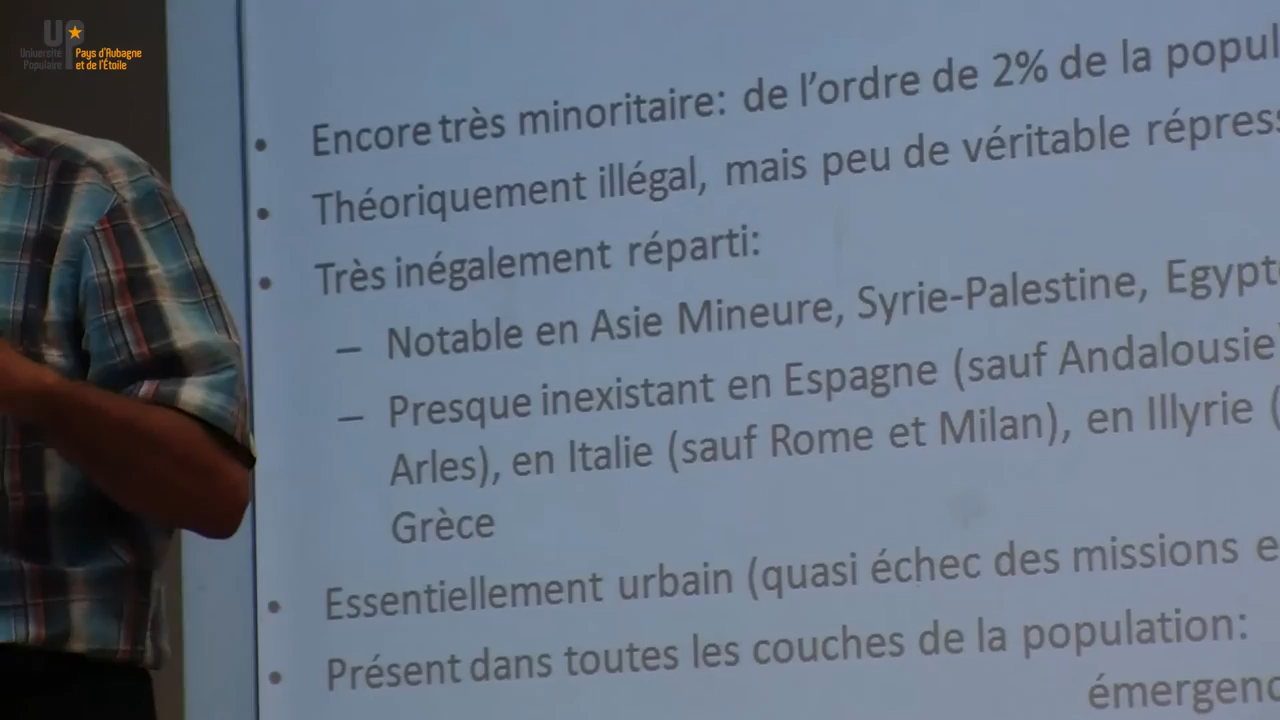 UP
Université Populaire
Pays d'Aubagne et de l'Étoile
• Encore très minoritaire: de l'ordre de 2% de la popul
• Théoriquement illégal, mais peu de véritable répres
• Très inégalement réparti:
– Notable en Asie Mineure, Syrie-Palestine, Egypt
– Presque inexistant en Espagne (sauf Andalousie
Arles), en Italie (sauf Rome et Milan), en Illyrie (
Grèce
• Essentiellement urbain (quasi échec des missions e
• Présent dans toutes les couches de la population:
émergenc